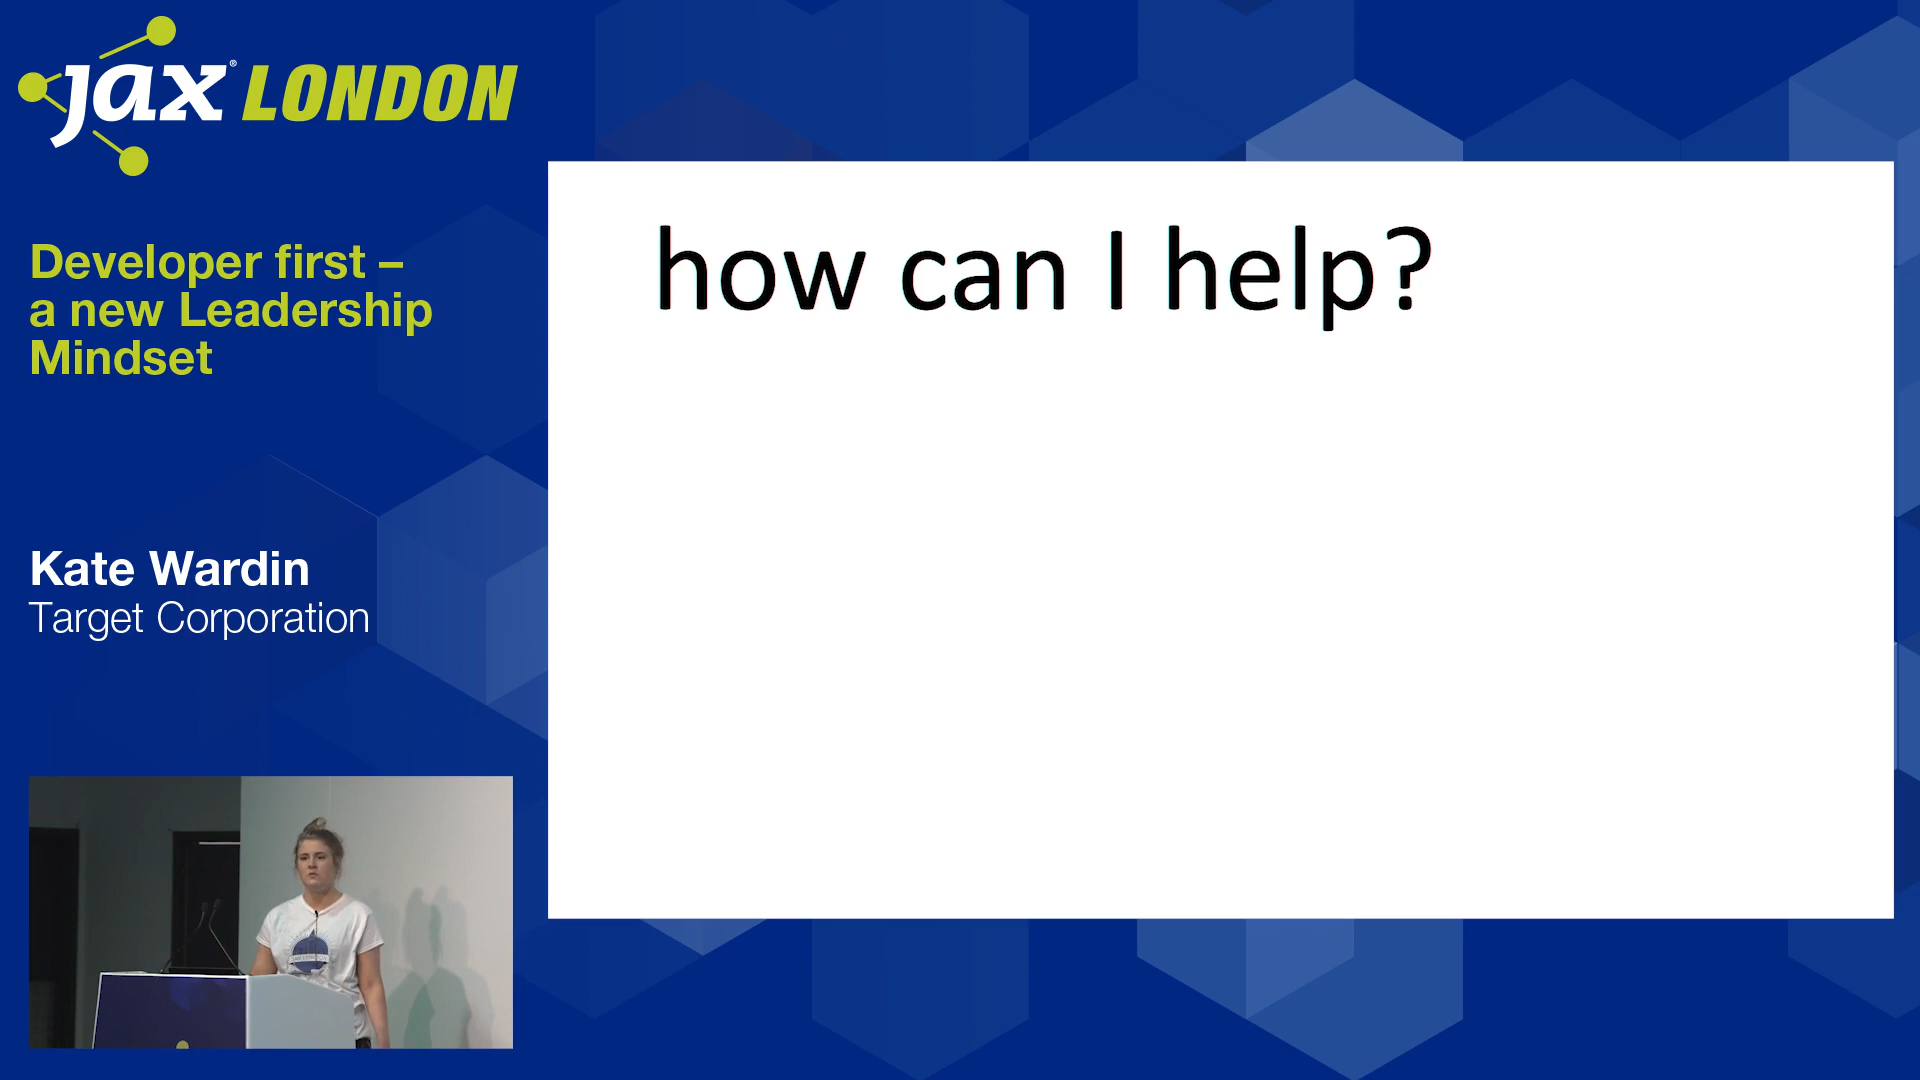 jax® LONDON
Developer first –
a new Leadership
Mindset
Kate Wardin
Target Corporation
how can I help?